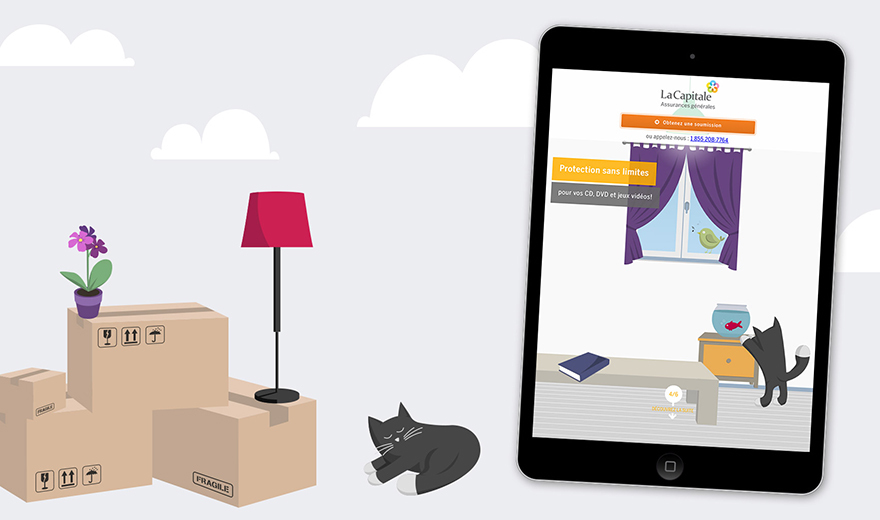 FRAGILE
FRAGILE
FRAGILE
La Capitale
Assurances générales
Obtenez une soumission
ou appelez-nous : 1 855 208-7764
Protection sans limites
pour vos CD, DVD et jeux vidéos!
4/6